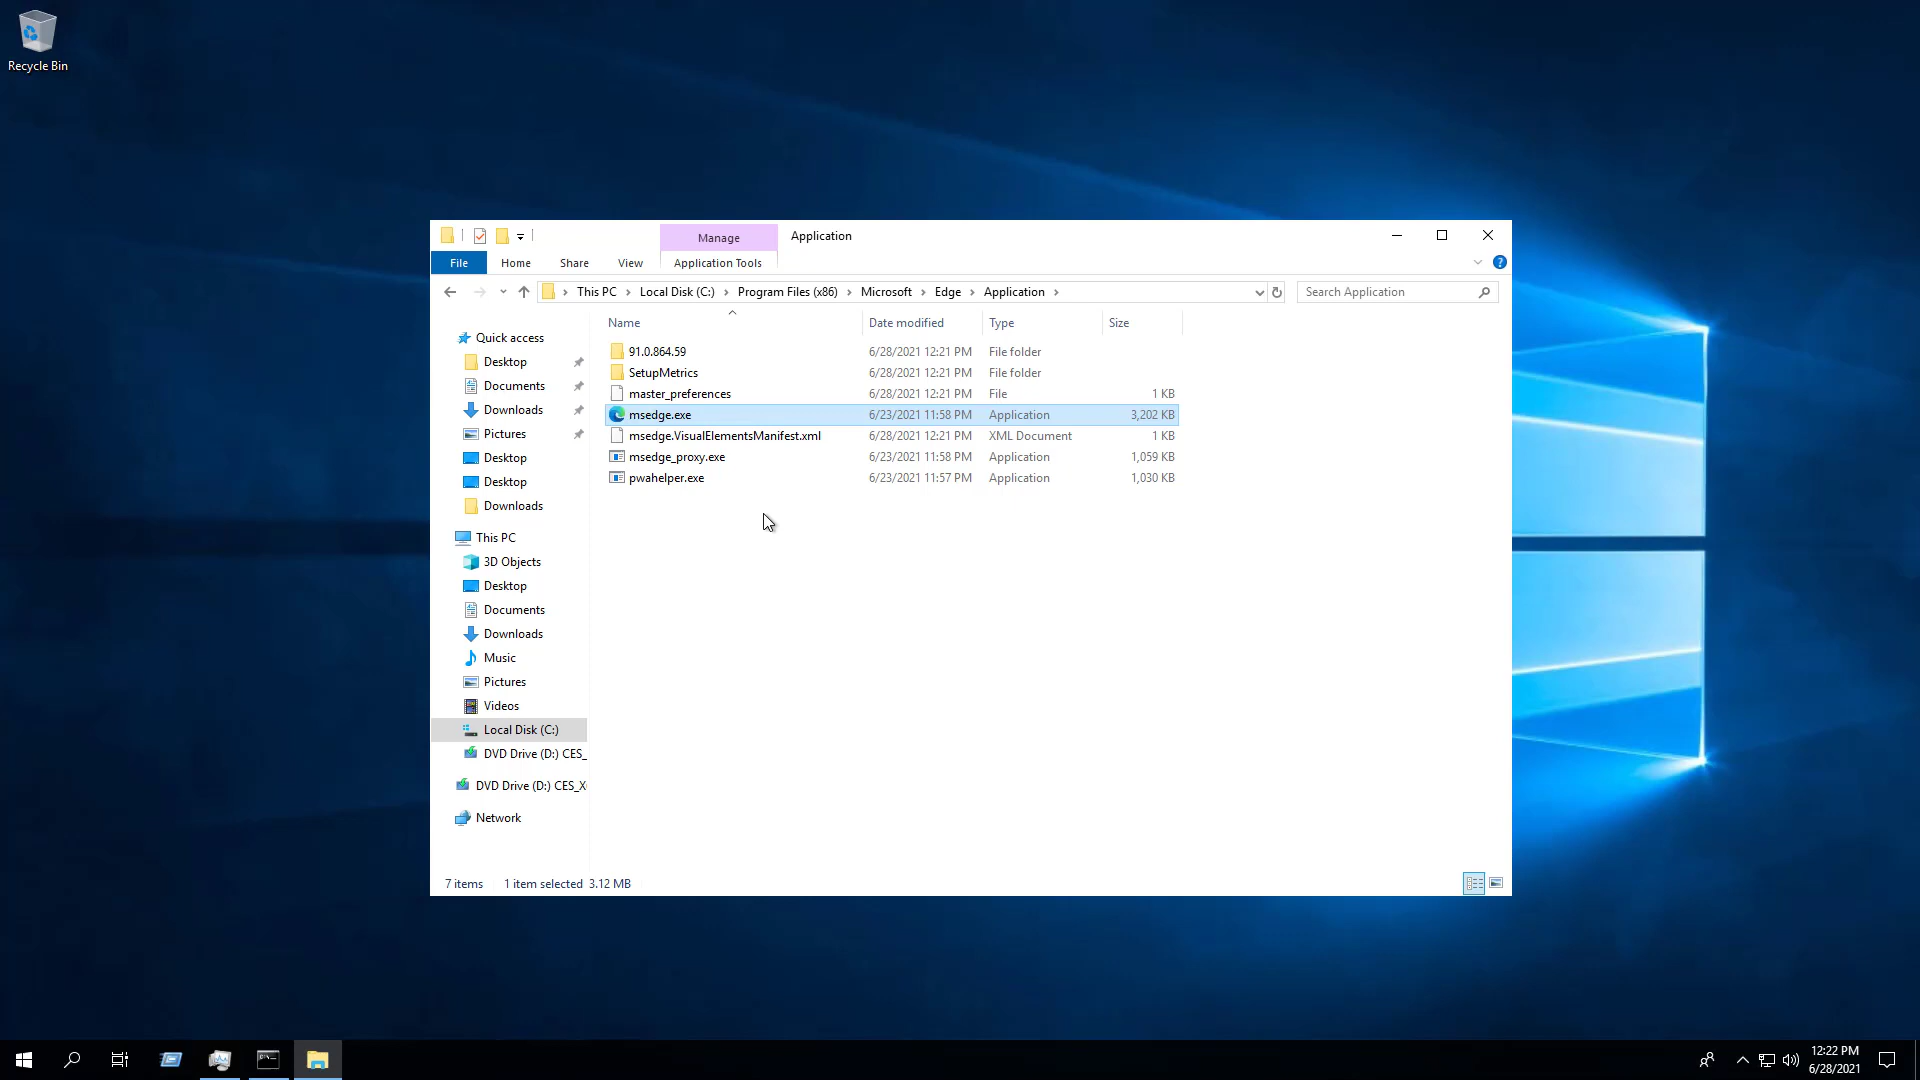 Recycle Bin
Manage
Application
File
Home
Share
View
Application Tools
This PC
Local Disk (C:)
Program Files (x86)
Microsoft
Edge
Application
Search Application
Name
Date modified
Type
Size
91.0.864.59 6/28/2021 12:21 PM File folder
SetupMetrics 6/28/2021 12:21 PM File folder
master_preferences 6/28/2021 12:21 PM File 1 KB
msedge.exe 6/23/2021 11:58 PM Application 3,202 KB
msedge.VisualElementsManifest.xml 6/28/2021 12:21 PM XML Document 1 KB
msedge_proxy.exe 6/23/2021 11:58 PM Application 1,059 KB
pwahelper.exe 6/23/2021 11:57 PM Application 1,030 KB
Quick access
Desktop
Documents
Downloads
Pictures
Desktop
Desktop
Downloads
This PC
3D Objects
Desktop
Documents
Downloads
Music
Pictures
Videos
Local Disk (C:)
DVD Drive (D:) CES_
DVD Drive (D:) CES_X
Network
7 items
1 item selected 3.12 MB
12:22 PM
6/28/2021